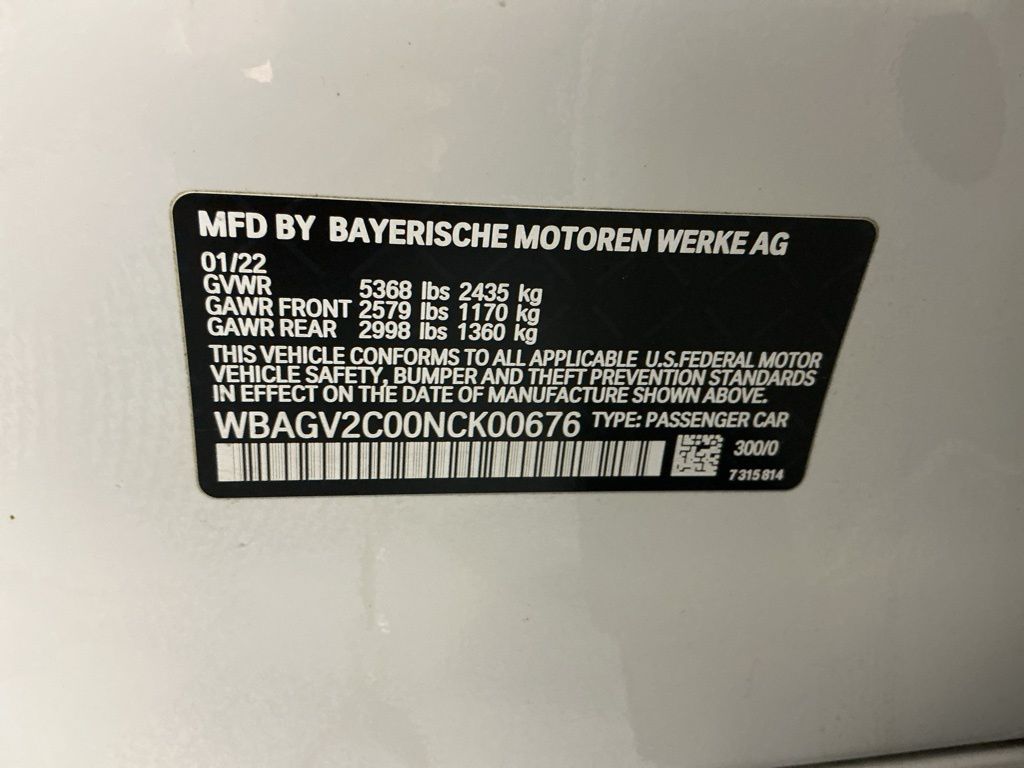 MFD BY BAYERISCHE MOTOREN WERKE AG
01/22
GVWR 5368 lbs 2435 kg
GAWR FRONT 2579 lbs 1170 kg
GAWR REAR 2998 lbs 1360 kg
THIS VEHICLE CONFORMS TO ALL APPLICABLE U.S.FEDERAL MOTOR
VEHICLE SAFETY, BUMPER AND THEFT PREVENTION STANDARDS
IN EFFECT ON THE DATE OF MANUFACTURE SHOWN ABOVE.
WBAGV2C00NCK00676 TYPE: PASSENGER CAR
300/0
7315814